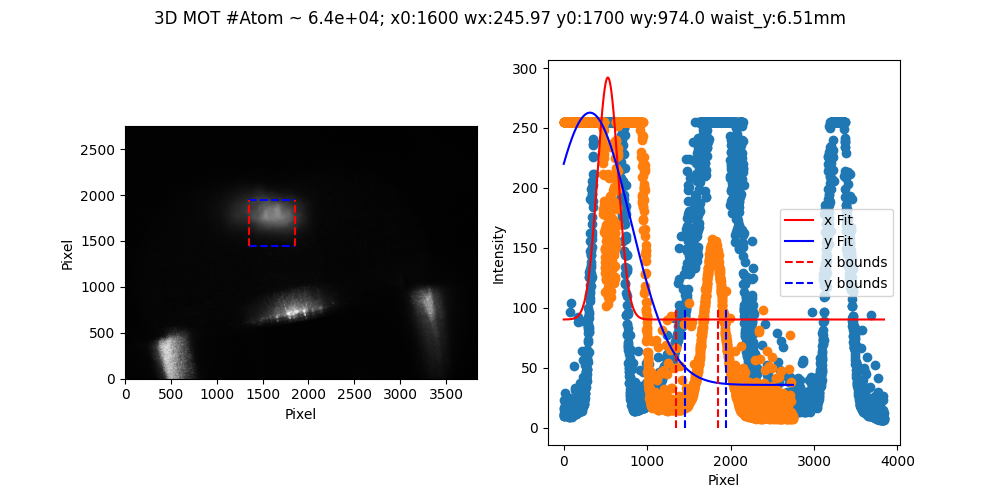 3D MOT #Atom ~ 6.4e+04; x0:1600 wx:245.97 y0:1700 wy:974.0 waist_y:6.51mm
Pixel
2500
2000
1500
1000
500
0
0 500 1000 1500 2000 2500 3000 3500
Pixel
Intensity
300
250
200
150
100
50
0
x Fit
y Fit
x bounds
y bounds
0 1000 2000 3000 4000
Pixel